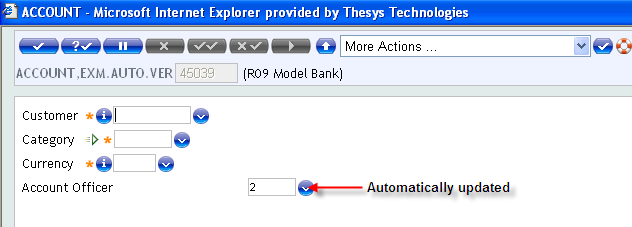 ACCOUNT - Microsoft Internet Explorer provided by Thesys Technologies
More Actions ...
ACCOUNT,EXM.AUTO.VER 45039 (R09 Model Bank)
Customer *
Category *
Currency *
Account Officer 2 Automatically updated